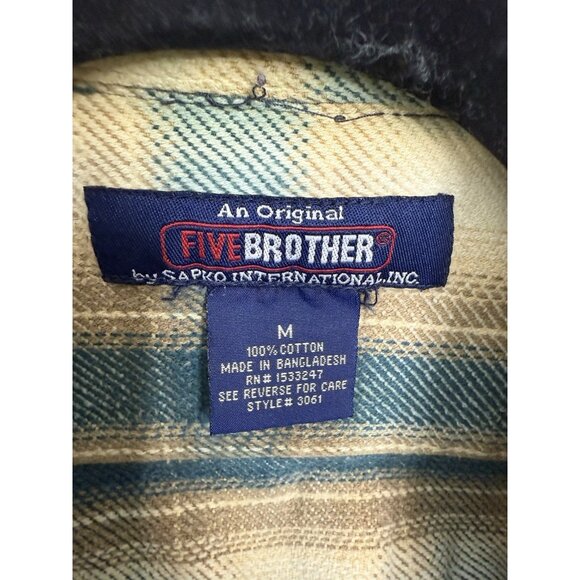 An Original
FIVEBROTHER®
by SAPKO INTERNATIONAL, INC.
M
100% COTTON
MADE IN BANGLADESH
RN# 1533247
SEE REVERSE FOR CARE
STYLE# 3061